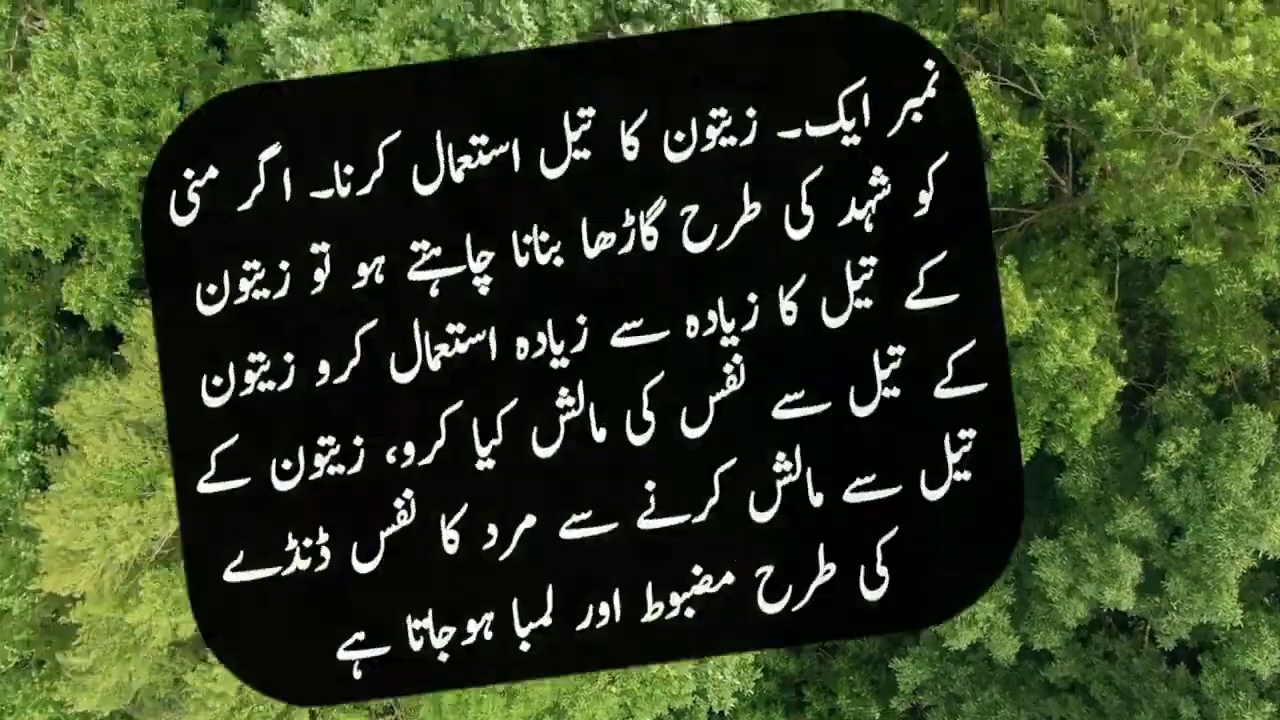 نمبر ایک۔ زیتون کا تیل استعمال کرنا۔ اگر منی
کو شہد کی طرح گاڑھا بنانا چاہتے ہو تو زیتون
کے تیل کا زیادہ سے زیادہ استعمال کرو زیتون
کے تیل سے نفس کی مالش کیا کرو، زیتون کے
تیل سے مالش کرنے سے مرد کا نفس ڈنڈے
کی طرح مضبوط اور لمبا ہوجاتا ہے